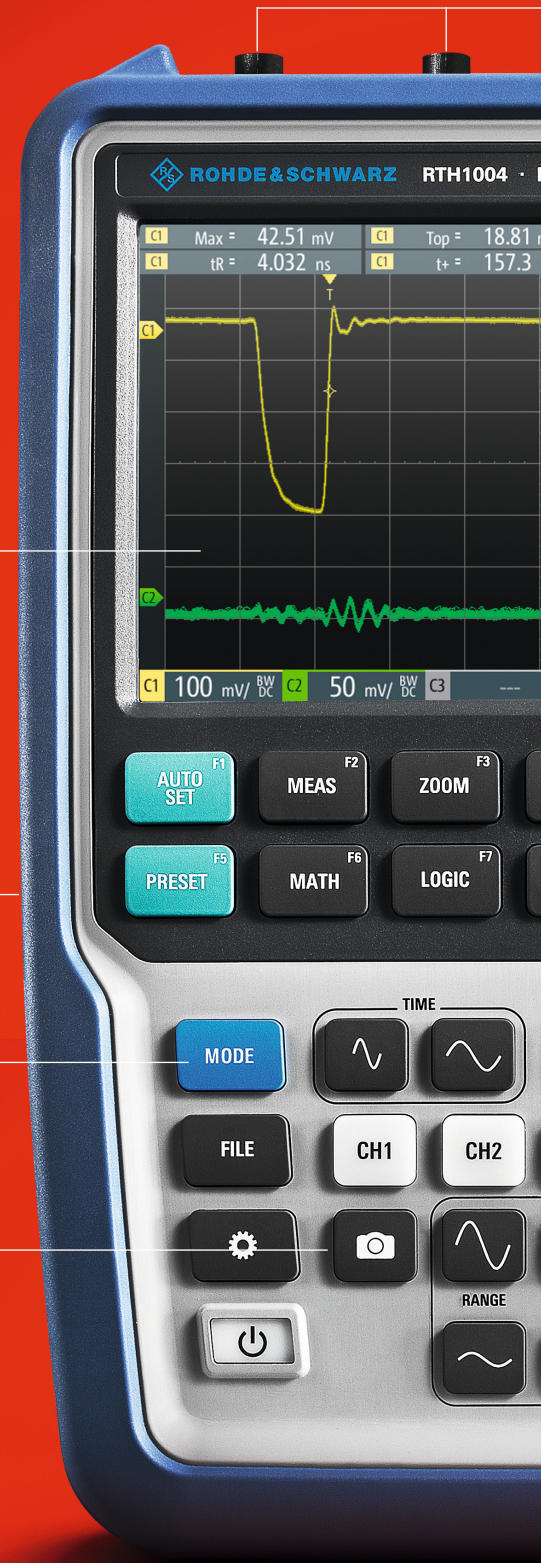 R&S ROHDE&SCHWARZ RTH1004 ·
C1 Max = 42.51 mV C1 Top = 18.81
C1 tR = 4.032 ns C1 t+ = 157.3
T
C1
C2
C1 100 mV/ BW DC C2 50 mV/ BW DC C3 ---
F1 F2 F3
AUTO SET MEAS ZOOM
F5 F6 F7
PRESET MATH LOGIC
TIME
MODE
FILE CH1 CH2
RANGE